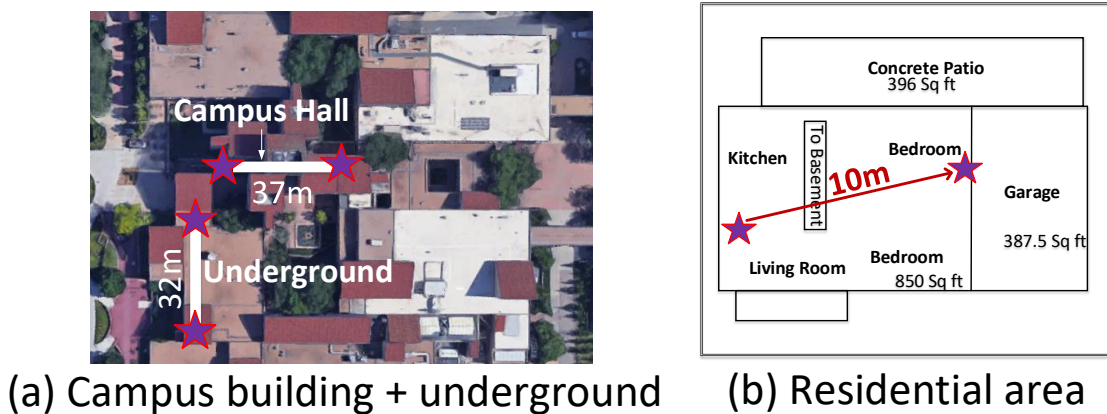 Campus Hall
37m
32m
Underground
(a) Campus building + underground
Concrete Patio
396 Sq ft
Kitchen
To Basement
Bedroom
10m
Garage
387.5 Sq ft
Living Room
Bedroom
850 Sq ft
(b) Residential area